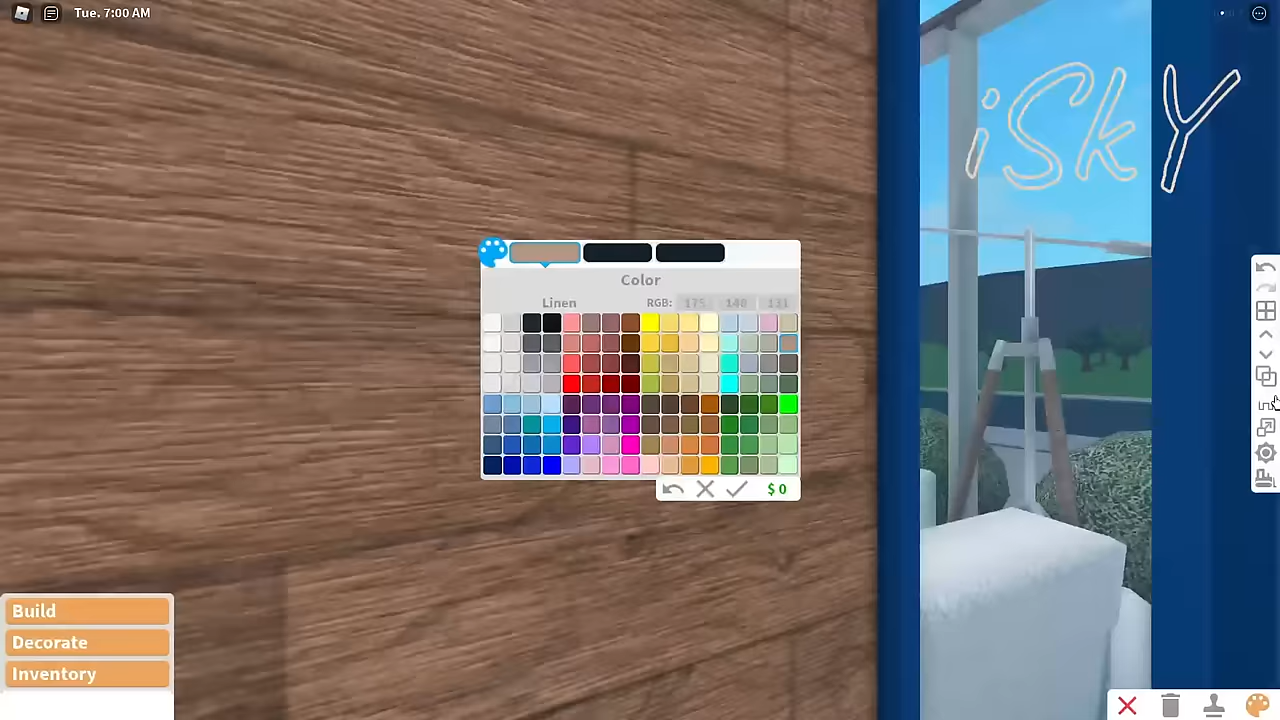 Tue. 7:00 AM
iSkY
Color
Linen RGB: 175 148 131
$ 0
Build
Decorate
Inventory